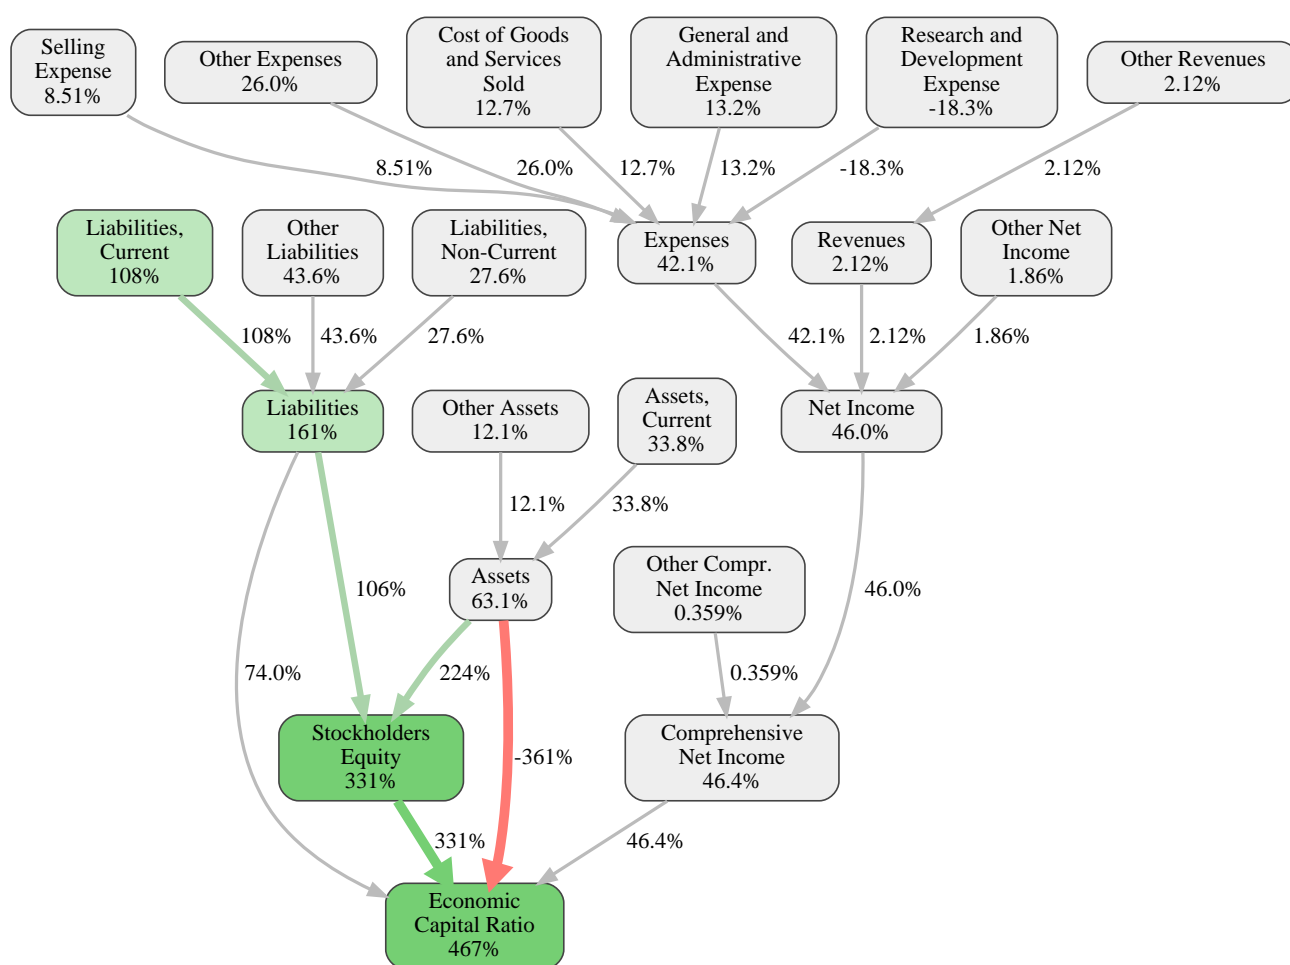 Selling
Expense
8.51%
Other Expenses
26.0%
Cost of Goods
and Services
Sold
12.7%
General and
Administrative
Expense
13.2%
Research and
Development
Expense
-18.3%
Other Revenues
2.12%
8.51%
26.0%
12.7%
13.2%
-18.3%
2.12%
Liabilities,
Current
108%
Other
Liabilities
43.6%
Liabilities,
Non-Current
27.6%
Expenses
42.1%
Revenues
2.12%
Other Net
Income
1.86%
108%
43.6%
27.6%
42.1%
2.12%
1.86%
Liabilities
161%
Other Assets
12.1%
Assets,
Current
33.8%
Net Income
46.0%
12.1%
33.8%
Assets
63.1%
Other Compr.
Net Income
0.359%
106%
46.0%
74.0%
224%
0.359%
Stockholders
Equity
331%
-361%
Comprehensive
Net Income
46.4%
331%
46.4%
Economic
Capital Ratio
467%